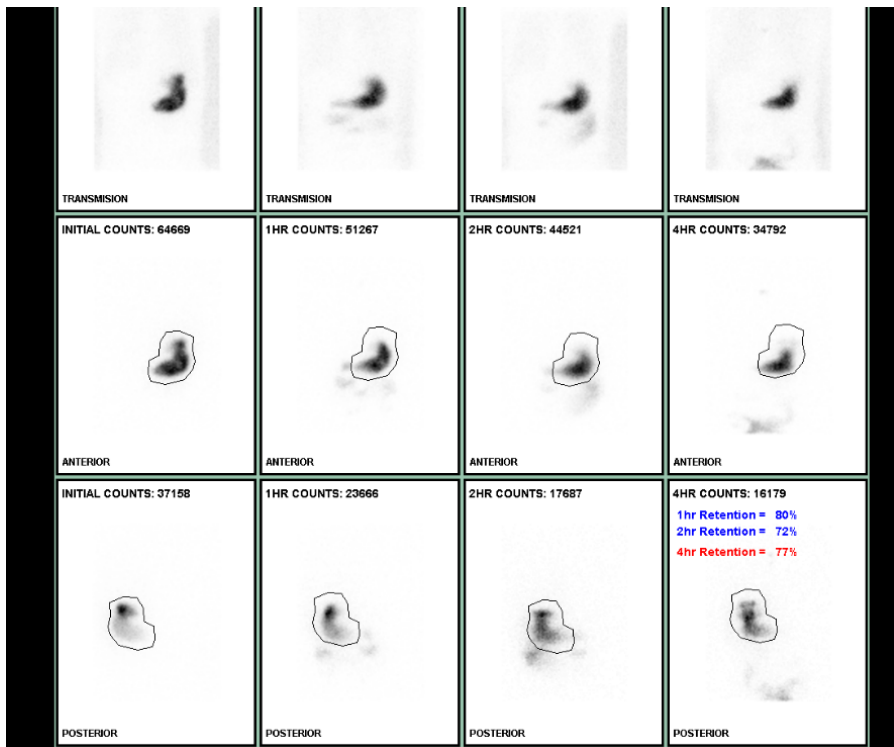 TRANSMISION
TRANSMISION
TRANSMISION
TRANSMISION
INITIAL COUNTS: 64669
1HR COUNTS: 51267
2HR COUNTS: 44521
4HR COUNTS: 34792
ANTERIOR
ANTERIOR
ANTERIOR
ANTERIOR
INITIAL COUNTS: 37158
1HR COUNTS: 23666
2HR COUNTS: 17687
4HR COUNTS: 16179
1hr Retention = 80%
2hr Retention = 72%
4hr Retention = 77%
POSTERIOR
POSTERIOR
POSTERIOR
POSTERIOR